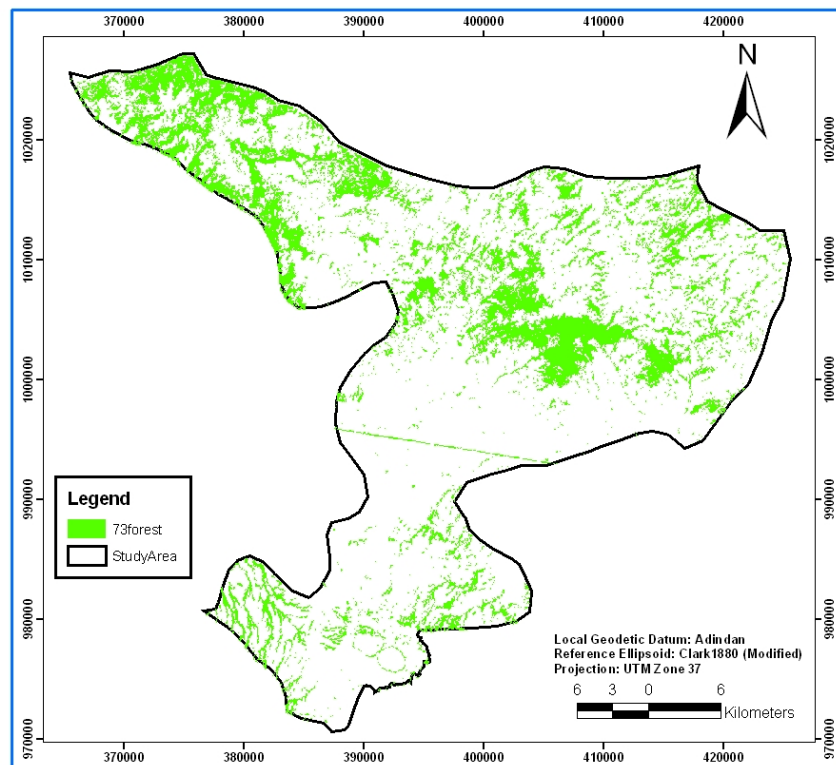 370000 380000 390000 400000 410000 420000
N
1020000 1020000
1010000 1010000
1000000 1000000
990000 990000
980000 980000
970000 970000
Legend
73forest
StudyArea
Local Geodetic Datum: Adindan
Reference Ellipsoid: Clark1880 (Modified)
Projection: UTM Zone 37
6 3 0 6
Kilometers
370000 380000 390000 400000 410000 420000